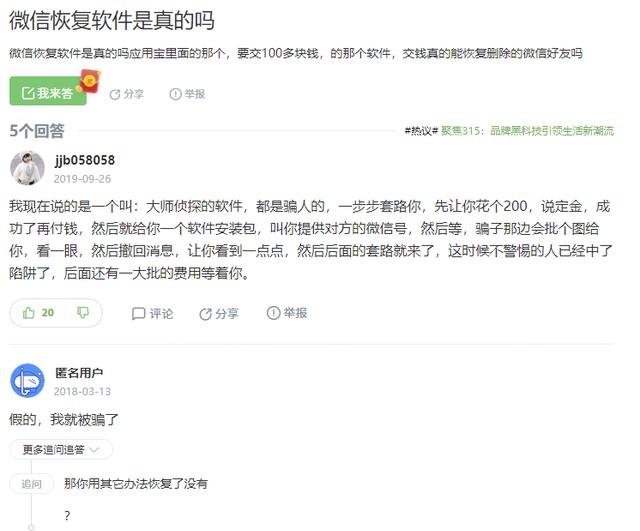 微信恢复软件是真的吗
微信恢复软件是真的吗应用宝里面的那个，要交100多块钱，的那个软件，交钱真的能恢复删除的微信好友吗
我来答 分享 举报
5个回答 #热议# 聚焦315：品牌黑科技引领生活新潮流
jjb058058
2019-09-26
我现在说的是一个叫：大师侦探的软件，都是骗人的，一步步套路你，先让你花个200，说定金，成
功了再付钱，然后就给你一个软件安装包，叫你提供对方的微信号，然后等，骗子那边会批个图给
你，看一眼，然后撤回消息，让你看到一点点，然后后面的套路就来了，这时候不警惕的人已经中了
陷阱了，后面还有一大批的费用等着你。
20 评论 分享 举报
匿名用户
2018-03-13
假的，我就被骗了
更多追问追答
追问 那你用其它办法恢复了没有
?